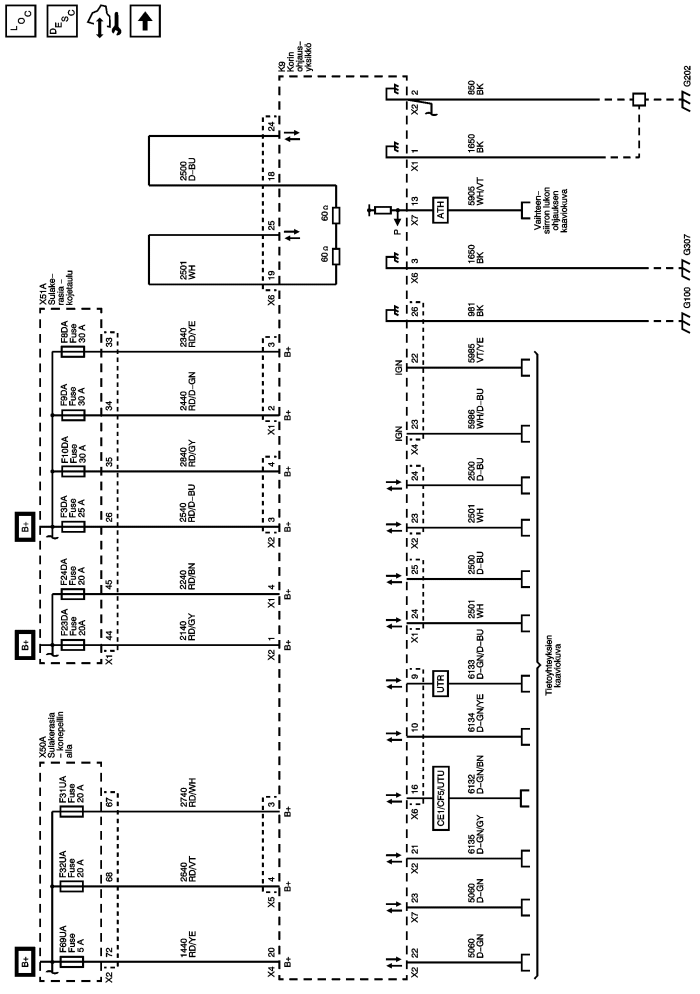 LOC
DESC
K9
Korin
ohjaus-
yksikkö
2
850
BK
X2
G202
1
1650
BK
X1
13
5905
WH/VT
X7
ATH
P
Vaihteen-
siirron lukon
ohjauksen
kaaviokuva
3
1650
BK
X6
G307
26
981
BK
G100
24
2500
D-BU
18
25
60 Ω
60 Ω
2501
WH
19
X6
X51A
Sulake-
rasia -
kojetaulu
F8DA
Fuse
30 A
33
2340
RD/YE
3
B+
F9DA
Fuse
30 A
34
2440
RD/D-GN
2
X1
B+
F10DA
Fuse
30 A
35
2840
RD/GY
4
B+
B+
F3DA
Fuse
25 A
26
2540
RD/D-BU
3
X2
B+
F24DA
Fuse
20 A
45
2240
RD/BN
4
X1
B+
B+
F23DA
Fuse
20A
44
X1
2140
RD/GY
1
X2
B+
IGN
22
5985
VT/YE
IGN
23
X4
5986
WH/D-BU
24
2500
D-BU
23
X2
2501
WH
25
2500
D-BU
24
X1
2501
WH
9
UTR
6133
D-GN/D-BU
10
6134
D-GN/YE
16
X6
CE1/CF5/UTU
6132
D-GN/BN
21
X2
6135
D-GN/GY
23
X7
5060
D-GN
22
X2
5060
D-GN
Tietoyhteyksien
kaaviokuva
X50A
Sulakerasia
- konepellin
alla
F31UA
Fuse
20 A
67
2740
RD/WH
3
B+
F32UA
Fuse
20 A
68
2640
RD/VT
4
X5
B+
B+
F69UA
Fuse
5 A
72
X2
1440
RD/YE
20
X4
B+